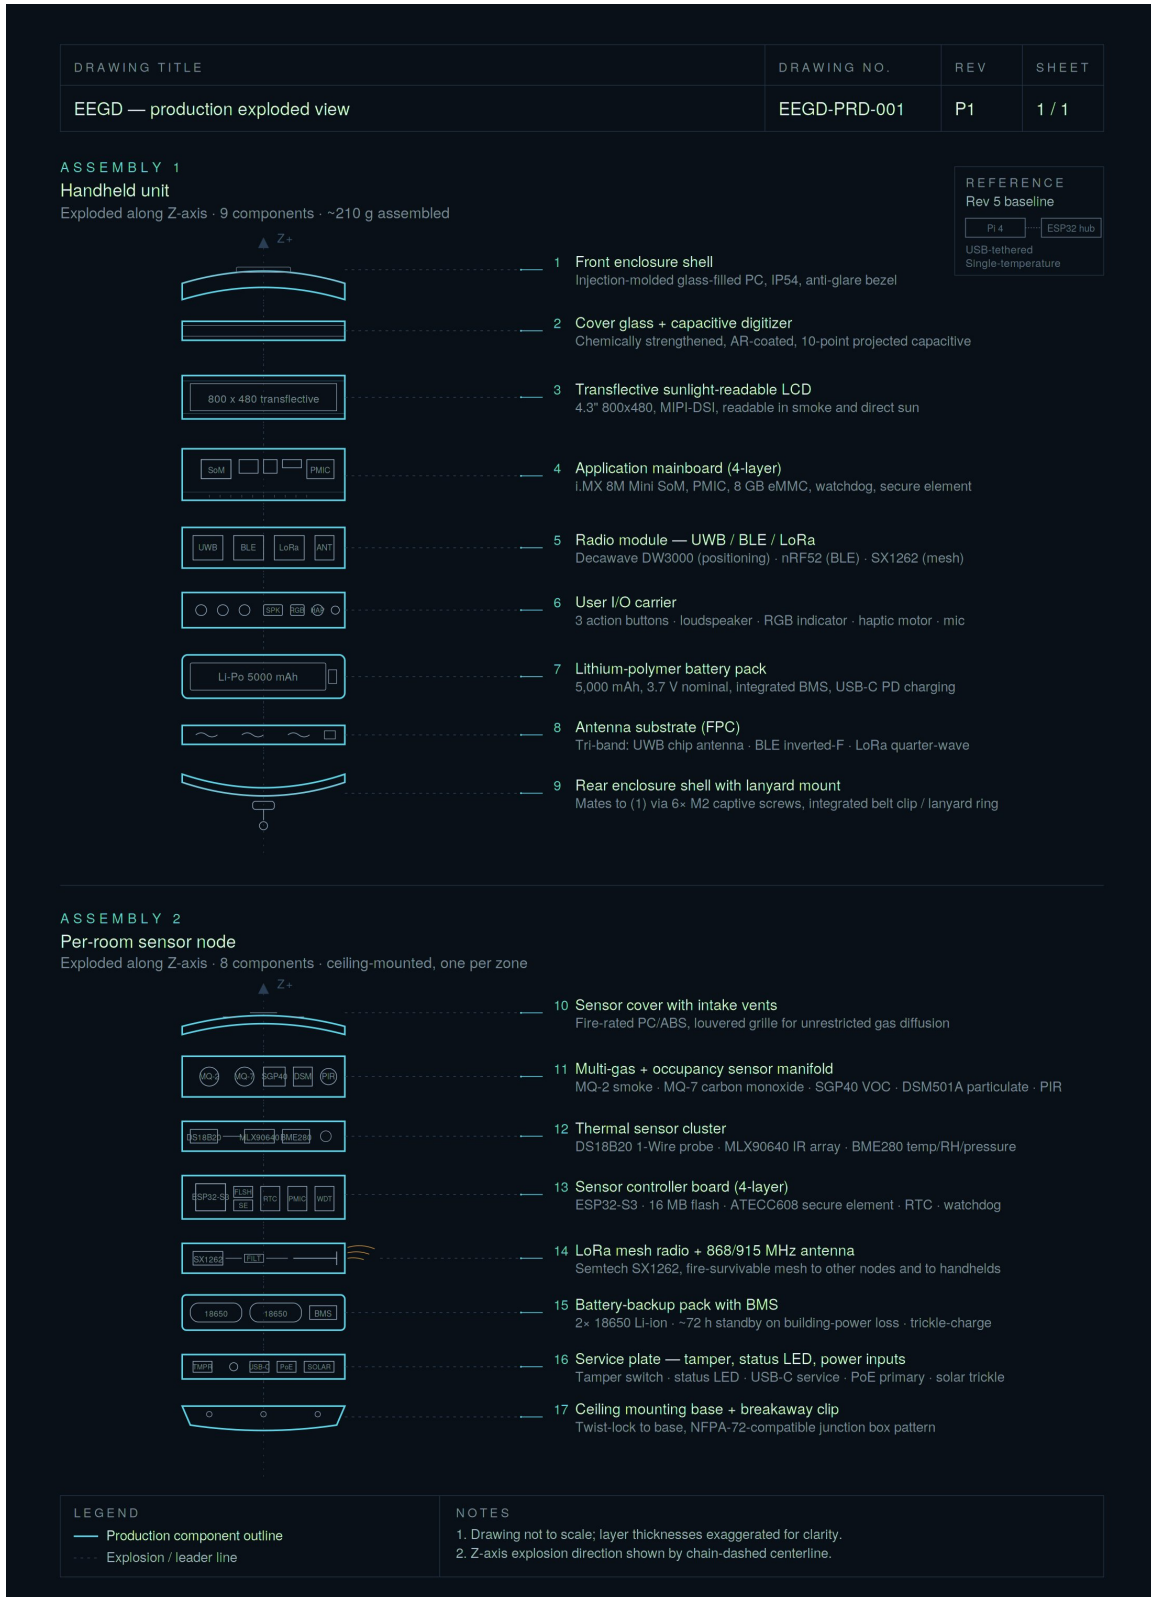 DRAWING TITLE
DRAWING NO.
REV
SHEET
EEGD — production exploded view
EEGD-PRD-001
P1
1 / 1
ASSEMBLY 1
Handheld unit
Exploded along Z-axis · 9 components · ~210 g assembled
REFERENCE
Rev 5 baseline
Pi 4
ESP32 hub
USB-tethered
Single-temperature
Z+
1 Front enclosure shell
Injection-molded glass-filled PC, IP54, anti-glare bezel
2 Cover glass + capacitive digitizer
Chemically strengthened, AR-coated, 10-point projected capacitive
800 x 480 transflective
3 Transflective sunlight-readable LCD
4.3" 800x480, MIPI-DSI, readable in smoke and direct sun
SoM
PMIC
4 Application mainboard (4-layer)
i.MX 8M Mini SoM, PMIC, 8 GB eMMC, watchdog, secure element
UWB
BLE
LoRa
ANT
5 Radio module — UWB / BLE / LoRa
Decawave DW3000 (positioning) · nRF52 (BLE) · SX1262 (mesh)
SPK
RGB
HAP
6 User I/O carrier
3 action buttons · loudspeaker · RGB indicator · haptic motor · mic
Li-Po 5000 mAh
7 Lithium-polymer battery pack
5,000 mAh, 3.7 V nominal, integrated BMS, USB-C PD charging
8 Antenna substrate (FPC)
Tri-band: UWB chip antenna · BLE inverted-F · LoRa quarter-wave
9 Rear enclosure shell with lanyard mount
Mates to (1) via 6× M2 captive screws, integrated belt clip / lanyard ring
ASSEMBLY 2
Per-room sensor node
Exploded along Z-axis · 8 components · ceiling-mounted, one per zone
Z+
10 Sensor cover with intake vents
Fire-rated PC/ABS, louvered grille for unrestricted gas diffusion
MQ-2
MQ-7
SGP40
DSM
PIR
11 Multi-gas + occupancy sensor manifold
MQ-2 smoke · MQ-7 carbon monoxide · SGP40 VOC · DSM501A particulate · PIR
DS18B20
MLX90640
BME280
12 Thermal sensor cluster
DS18B20 1-Wire probe · MLX90640 IR array · BME280 temp/RH/pressure
ESP32-S3
FLSH
SE
RTC
PMIC
WDT
13 Sensor controller board (4-layer)
ESP32-S3 · 16 MB flash · ATECC608 secure element · RTC · watchdog
SX1262
FILT
14 LoRa mesh radio + 868/915 MHz antenna
Semtech SX1262, fire-survivable mesh to other nodes and to handhelds
18650
18650
BMS
15 Battery-backup pack with BMS
2× 18650 Li-ion · ~72 h standby on building-power loss · trickle-charge
TMPR
USB-C
PoE
SOLAR
16 Service plate — tamper, status LED, power inputs
Tamper switch · status LED · USB-C service · PoE primary · solar trickle
17 Ceiling mounting base + breakaway clip
Twist-lock to base, NFPA-72-compatible junction box pattern
LEGEND
Production component outline
Explosion / leader line
NOTES
1. Drawing not to scale; layer thicknesses exaggerated for clarity.
2. Z-axis explosion direction shown by chain-dashed centerline.